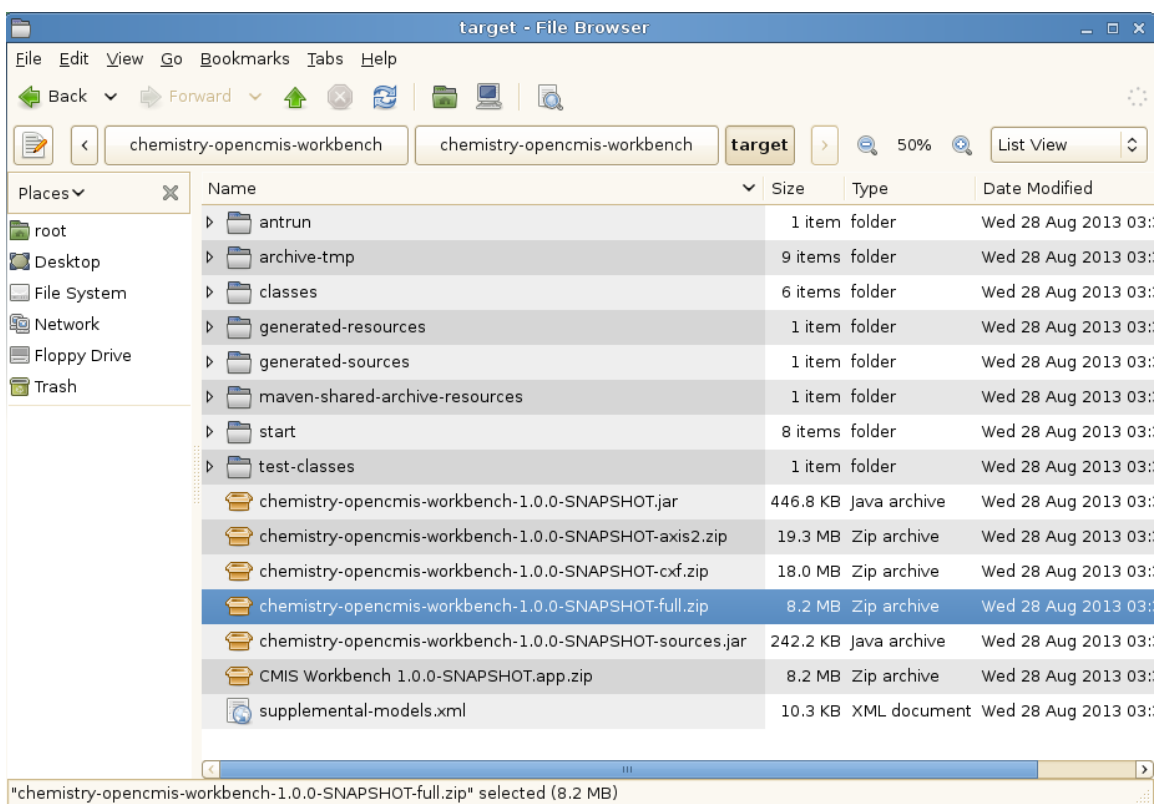 target - File Browser
File Edit View Go Bookmarks Tabs Help
Back Forward
chemistry-opencmis-workbench chemistry-opencmis-workbench target 50% List View
Places Name Size Type Date Modified
root
Desktop
File System
Network
Floppy Drive
Trash
antrun 1 item folder Wed 28 Aug 2013 03:
archive-tmp 9 items folder Wed 28 Aug 2013 03:
classes 6 items folder Wed 28 Aug 2013 03:
generated-resources 1 item folder Wed 28 Aug 2013 03:
generated-sources 1 item folder Wed 28 Aug 2013 03:
maven-shared-archive-resources 1 item folder Wed 28 Aug 2013 03:
start 8 items folder Wed 28 Aug 2013 03:
test-classes 1 item folder Wed 28 Aug 2013 03:
chemistry-opencmis-workbench-1.0.0-SNAPSHOT.jar 446.8 KB Java archive Wed 28 Aug 2013 03:
chemistry-opencmis-workbench-1.0.0-SNAPSHOT-axis2.zip 19.3 MB Zip archive Wed 28 Aug 2013 03:
chemistry-opencmis-workbench-1.0.0-SNAPSHOT-cxf.zip 18.0 MB Zip archive Wed 28 Aug 2013 03:
chemistry-opencmis-workbench-1.0.0-SNAPSHOT-full.zip 8.2 MB Zip archive Wed 28 Aug 2013 03:
chemistry-opencmis-workbench-1.0.0-SNAPSHOT-sources.jar 242.2 KB Java archive Wed 28 Aug 2013 03:
CMIS Workbench 1.0.0-SNAPSHOT.app.zip 8.2 MB Zip archive Wed 28 Aug 2013 03:
supplemental-models.xml 10.3 KB XML document Wed 28 Aug 2013 03:
"chemistry-opencmis-workbench-1.0.0-SNAPSHOT-full.zip" selected (8.2 MB)